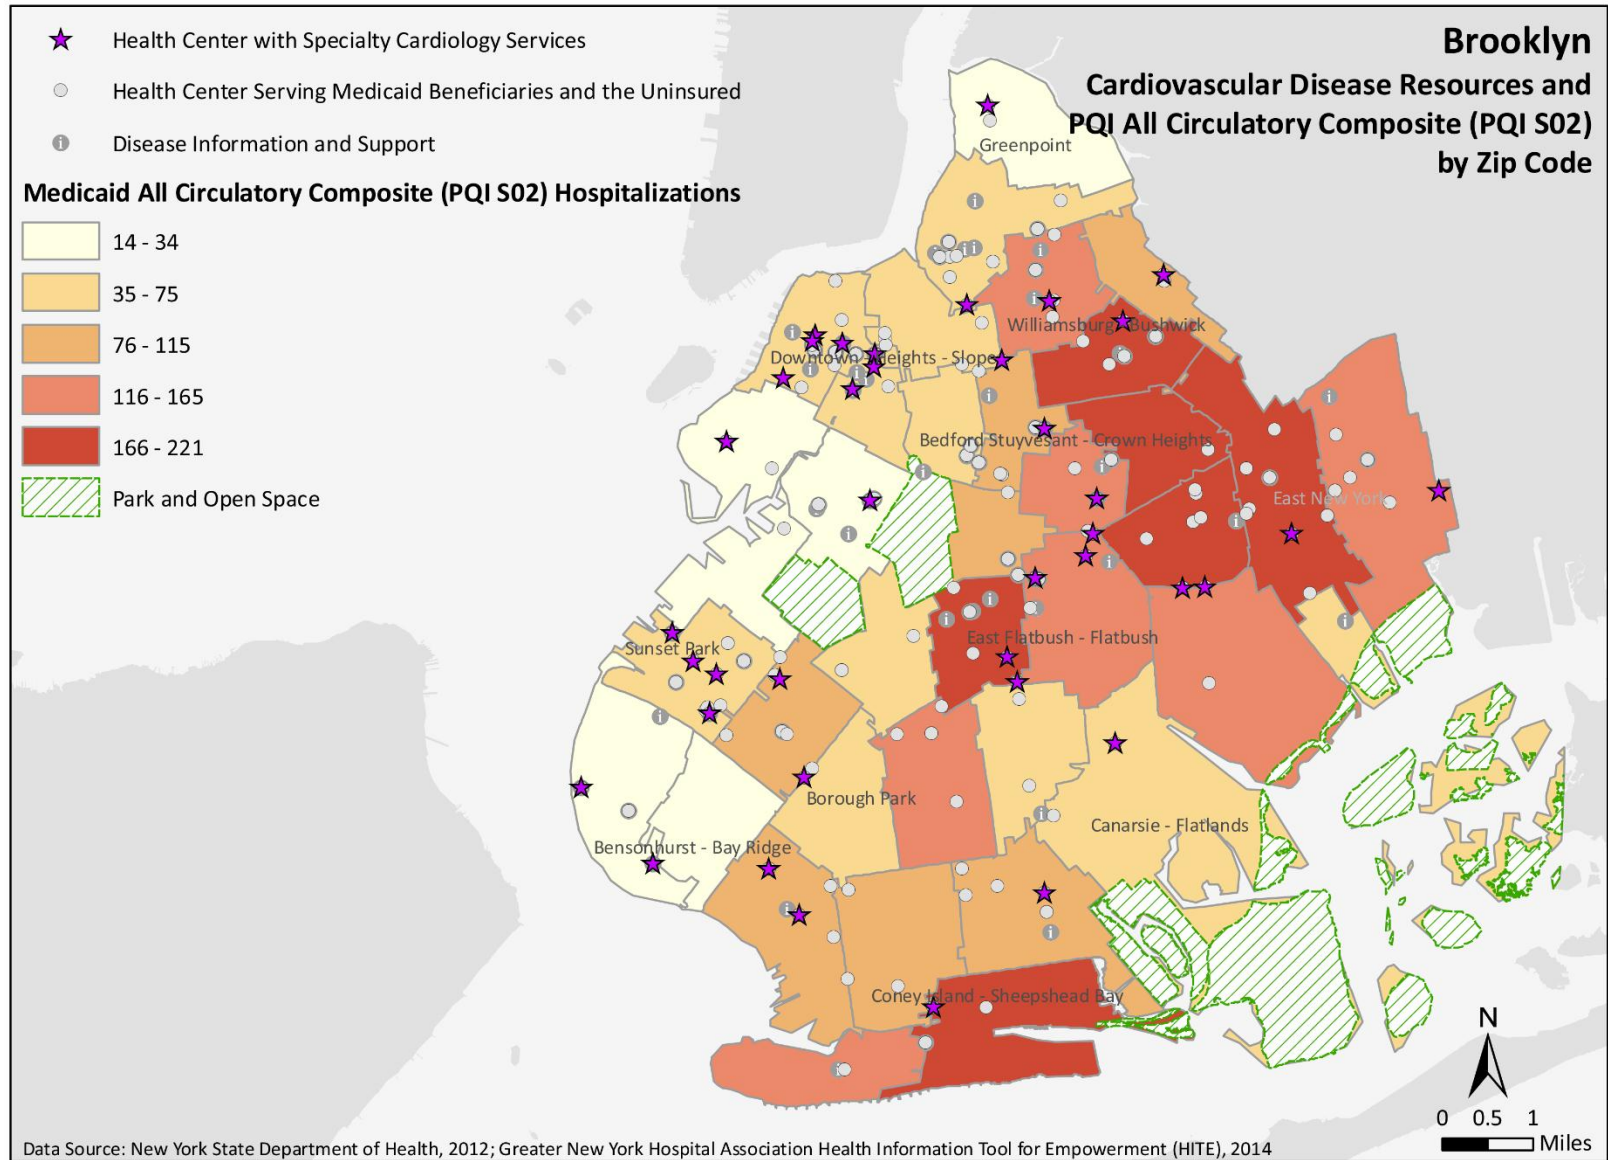 Health Center with Specialty Cardiology Services
Health Center Serving Medicaid Beneficiaries and the Uninsured
Disease Information and Support
Medicaid All Circulatory Composite (PQI S02) Hospitalizations
14 - 34
35 - 75
76 - 115
116 - 165
166 - 221
Park and Open Space
Brooklyn
Cardiovascular Disease Resources and
PQI All Circulatory Composite (PQI S02)
by Zip Code
Greenpoint
Williamsburg - Bushwick
Downtown - Heights - Slope
Bedford Stuyvesant - Crown Heights
East New York
East Flatbush - Flatbush
Sunset Park
Borough Park
Canarsie - Flatlands
Bensonhurst - Bay Ridge
Coney Island - Sheepshead Bay
N
0 0.5 1
Miles
Data Source: New York State Department of Health, 2012; Greater New York Hospital Association Health Information Tool for Empowerment (HITE), 2014